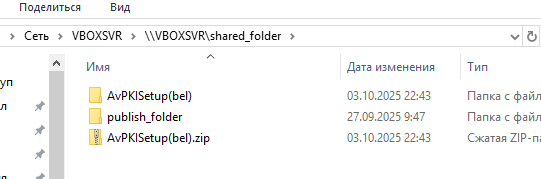 Поделиться Вид
Сеть VBOXSVR \\VBOXSVR\shared_folder
Имя Дата изменения Тип
AvPKISetup(bel) 03.10.2025 22:43 Папка с файл
publish_folder 27.09.2025 9:47 Папка с файл
AvPKISetup(bel).zip 03.10.2025 22:43 Сжатая ZIP-па
уп
л